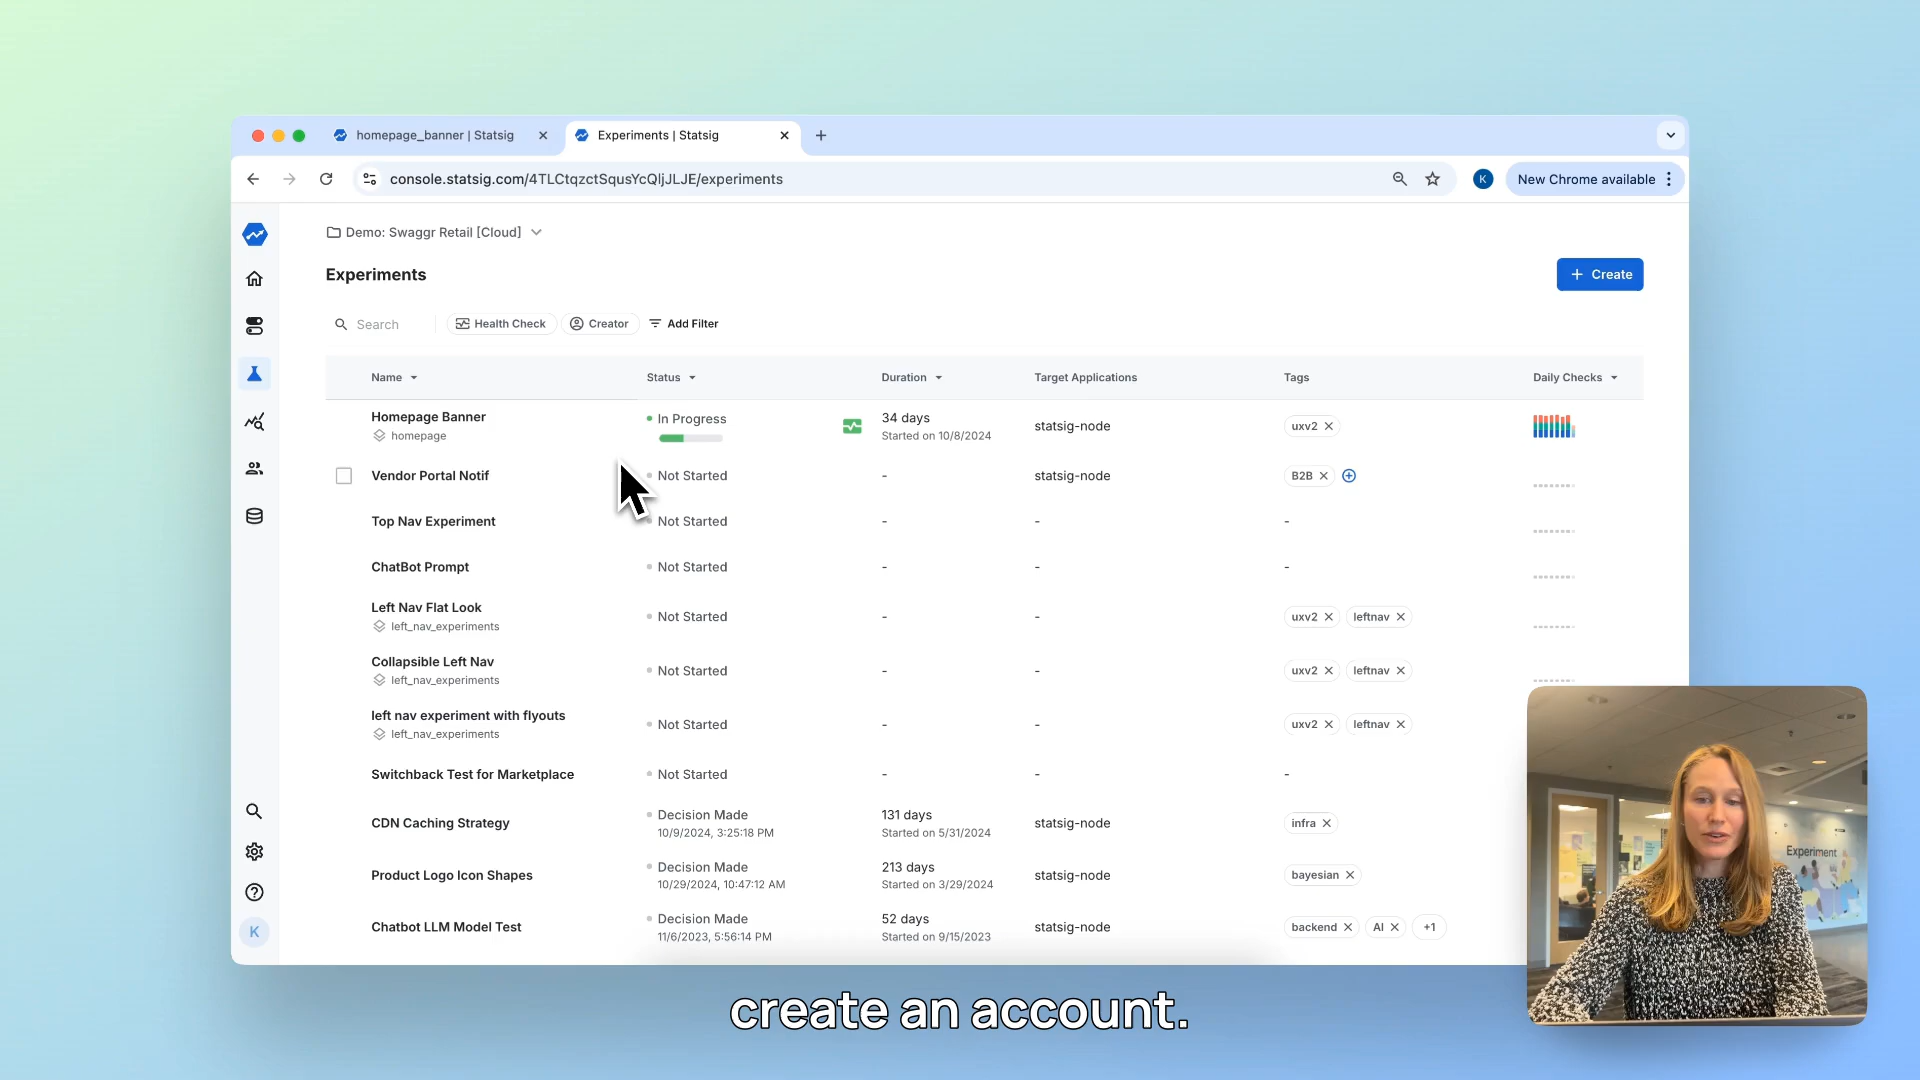 homepage_banner | Statsig
Experiments | Statsig
console.statsig.com/4TLCtqzctSqusYcQljJLJE/experiments
K
New Chrome available
Demo: Swaggr Retail [Cloud]
Experiments
+ Create
Search
Health Check
Creator
Add Filter
Name
Status
Duration
Target Applications
Tags
Daily Checks
Homepage Banner
homepage
In Progress
34 days
Started on 10/8/2024
statsig-node
uxv2
Vendor Portal Notif
Not Started
-
statsig-node
B2B
Top Nav Experiment
Not Started
-
-
-
ChatBot Prompt
Not Started
-
-
-
Left Nav Flat Look
left_nav_experiments
Not Started
-
-
uxv2
leftnav
Collapsible Left Nav
left_nav_experiments
Not Started
-
-
uxv2
leftnav
left nav experiment with flyouts
left_nav_experiments
Not Started
-
-
uxv2
leftnav
Switchback Test for Marketplace
Not Started
-
-
-
CDN Caching Strategy
Decision Made
10/9/2024, 3:25:18 PM
131 days
Started on 5/31/2024
statsig-node
infra
Product Logo Icon Shapes
Decision Made
10/29/2024, 10:47:12 AM
213 days
Started on 3/29/2024
statsig-node
bayesian
Chatbot LLM Model Test
Decision Made
11/6/2023, 5:56:14 PM
52 days
Started on 9/15/2023
statsig-node
backend
AI
+1
K
Experiment
create an account.